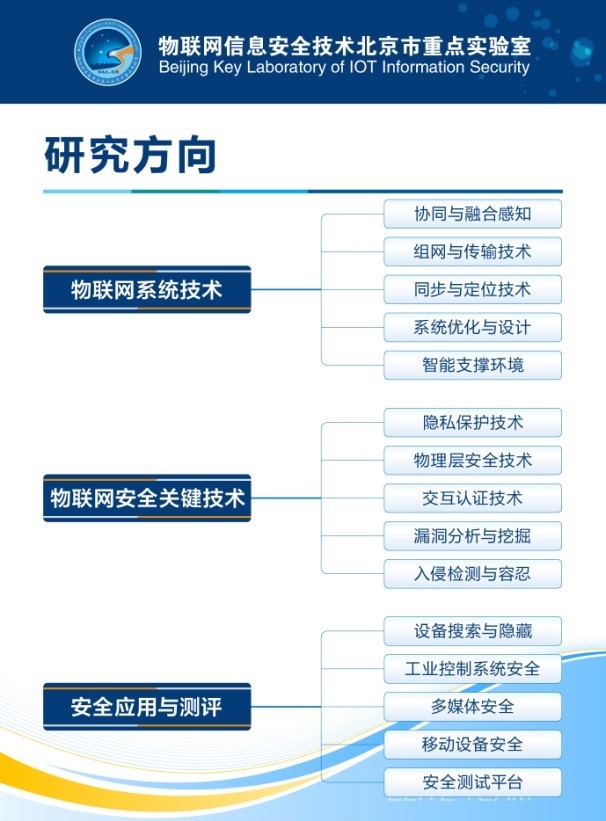 物联网信息安全技术北京市重点实验室
Beijing Key Laboratory of IOT Information Security
研究方向
物联网系统技术
协同与融合感知
组网与传输技术
同步与定位技术
系统优化与设计
智能支撑环境
物联网安全关键技术
隐私保护技术
物理层安全技术
交互认证技术
漏洞分析与挖掘
入侵检测与容忍
安全应用与测评
设备搜索与隐藏
工业控制系统安全
多媒体安全
移动设备安全
安全测试平台